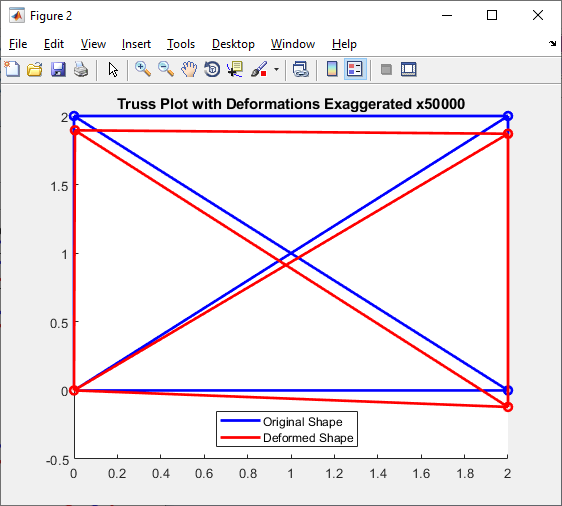 Figure 2
File Edit View Insert Tools Desktop Window Help
Truss Plot with Deformations Exaggerated x50000
2
1.5
1
0.5
0
-0.5
Original Shape
Deformed Shape
0 0.2 0.4 0.6 0.8 1 1.2 1.4 1.6 1.8 2